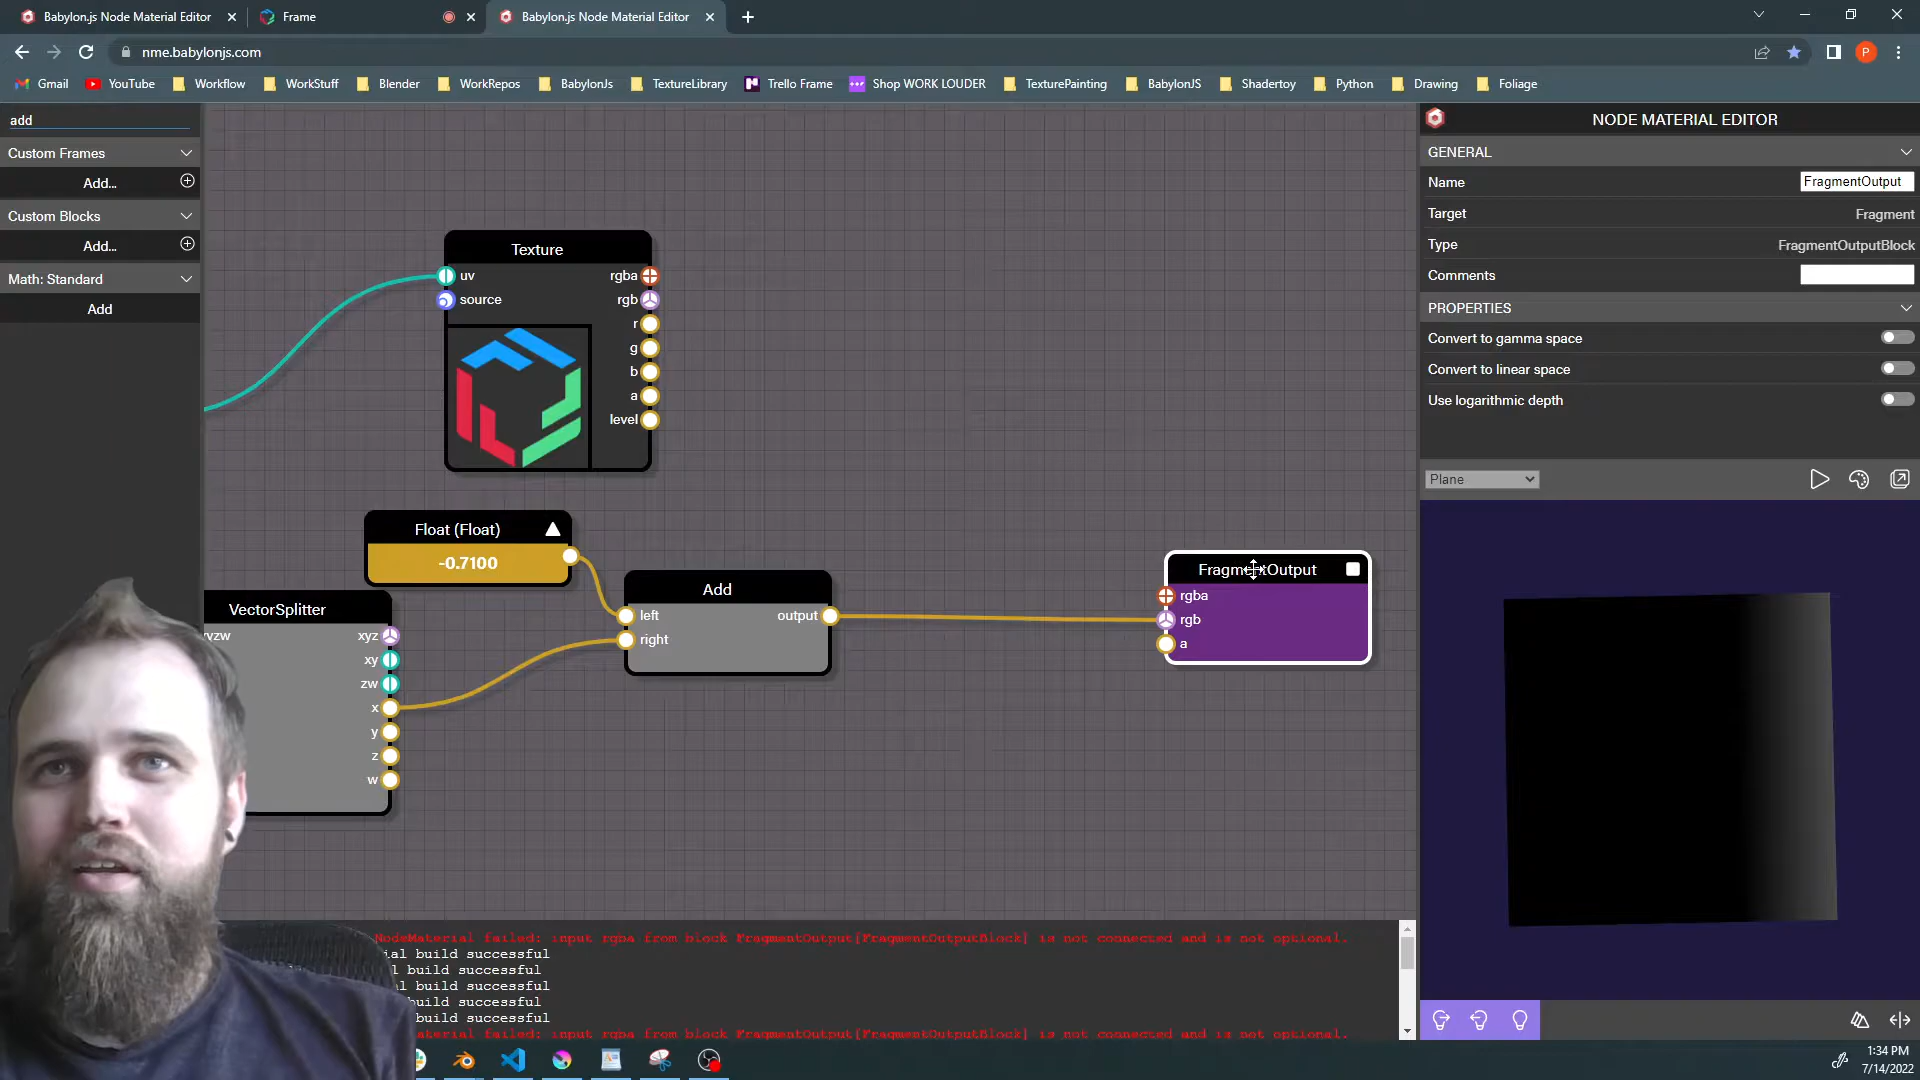 Babylon.js Node Material Editor
Frame
Babylon.js Node Material Editor
nme.babylonjs.com
P
Gmail
YouTube
Workflow
WorkStuff
Blender
WorkRepos
BabylonJs
TextureLibrary
Trello Frame
Shop WORK LOUDER
TexturePainting
BabylonJS
Shadertoy
Python
Drawing
Foliage
add
Custom Frames
Add...
Custom Blocks
Add...
Math: Standard
Add
Texture
uv
rgba
source
rgb
r
g
b
a
level
Float (Float)
-0.7100
VectorSplitter
xyz
xy
zw
x
y
z
w
Add
left
output
right
FragmentOutput
rgba
rgb
a
NODE MATERIAL EDITOR
GENERAL
Name
FragmentOutput
Target
Fragment
Type
FragmentOutputBlock
Comments
PROPERTIES
Convert to gamma space
Convert to linear space
Use logarithmic depth
Plane
NodeMaterial failed: input rgba from block FragmentOutput[FragmentOutputBlock] is not connected and is not optional.
ial build successful
l build successful
al build successful
build successful
build successful
aterial failed: input rgba from block FragmentOutput[FragmentOutputBlock] is not connected and is not optional.
1:34 PM
7/14/2022